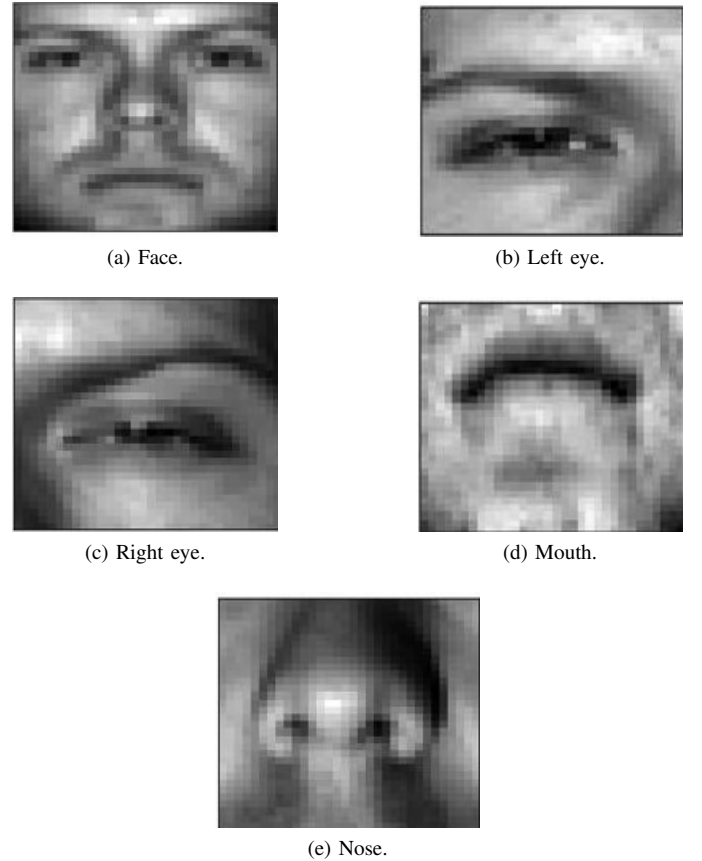 (a) Face.
(b) Left eye.
(c) Right eye.
(d) Mouth.
(e) Nose.